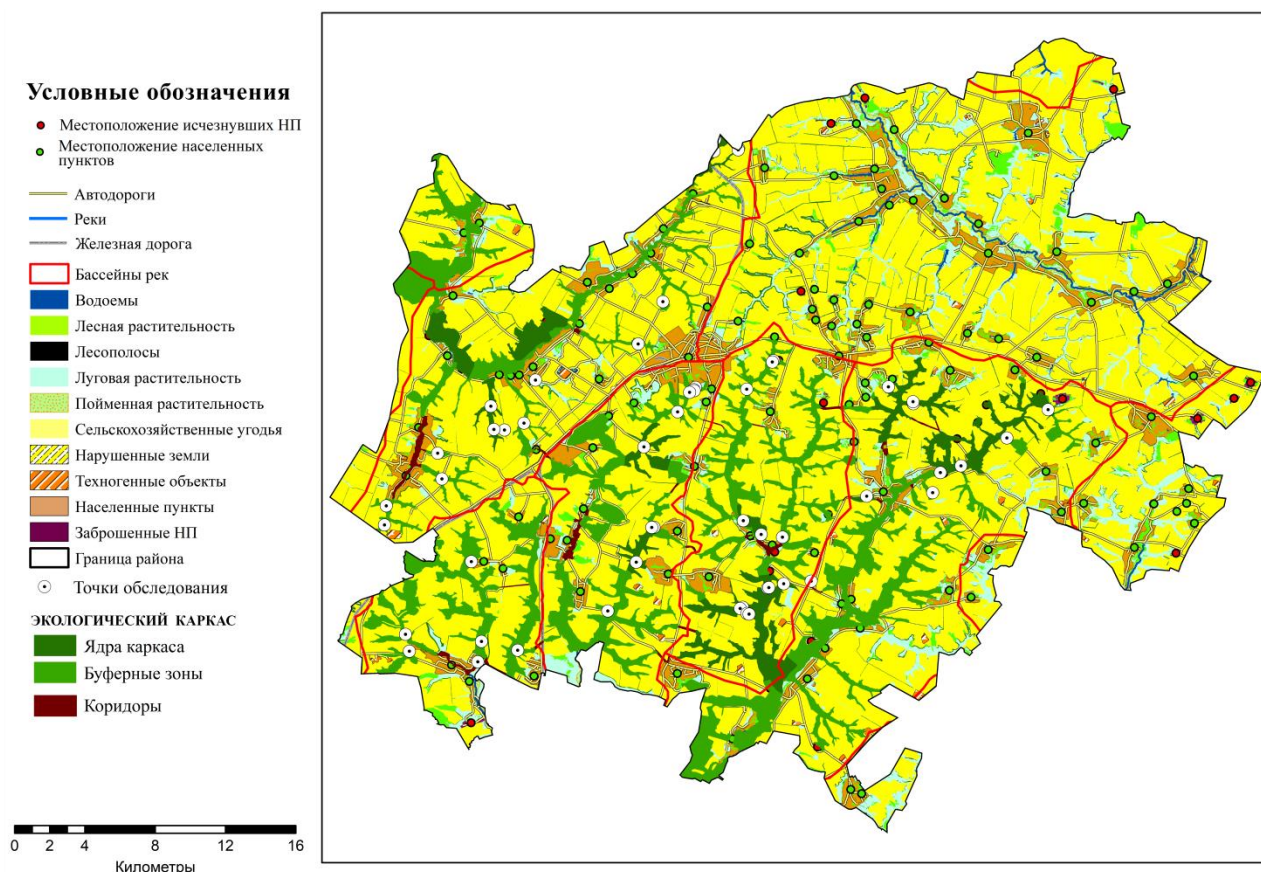 Условные обозначения
Местоположение исчезнувших НП
Местоположение населенных
пунктов
Автодороги
Реки
Железная дорога
Бассейны рек
Водоемы
Лесная растительность
Лесополосы
Луговая растительность
Пойменная растительность
Сельскохозяйственные угодья
Нарушенные земли
Техногенные объекты
Населенные пункты
Заброшенные НП
Граница района
Точки обследования
ЭКОЛОГИЧЕСКИЙ КАРКАС
Ядра каркаса
Буферные зоны
Коридоры
0 2 4 8 12 16
Километры